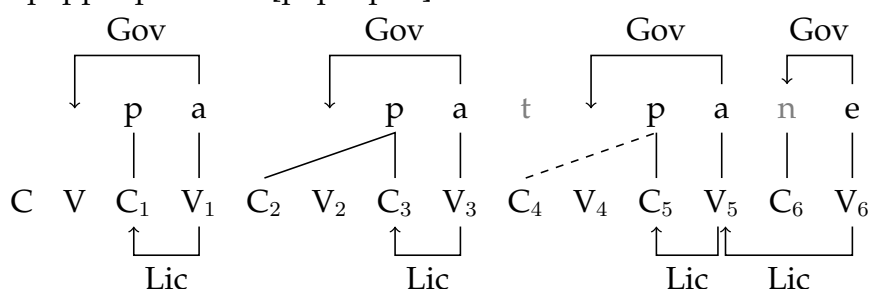 Gov Gov Gov Gov
p a p a t p a n e
C V C₁ V₁ C₂ V₂ C₃ V₃ C₄ V₄ C₅ V₅ C₆ V₆
Lic Lic Lic Lic